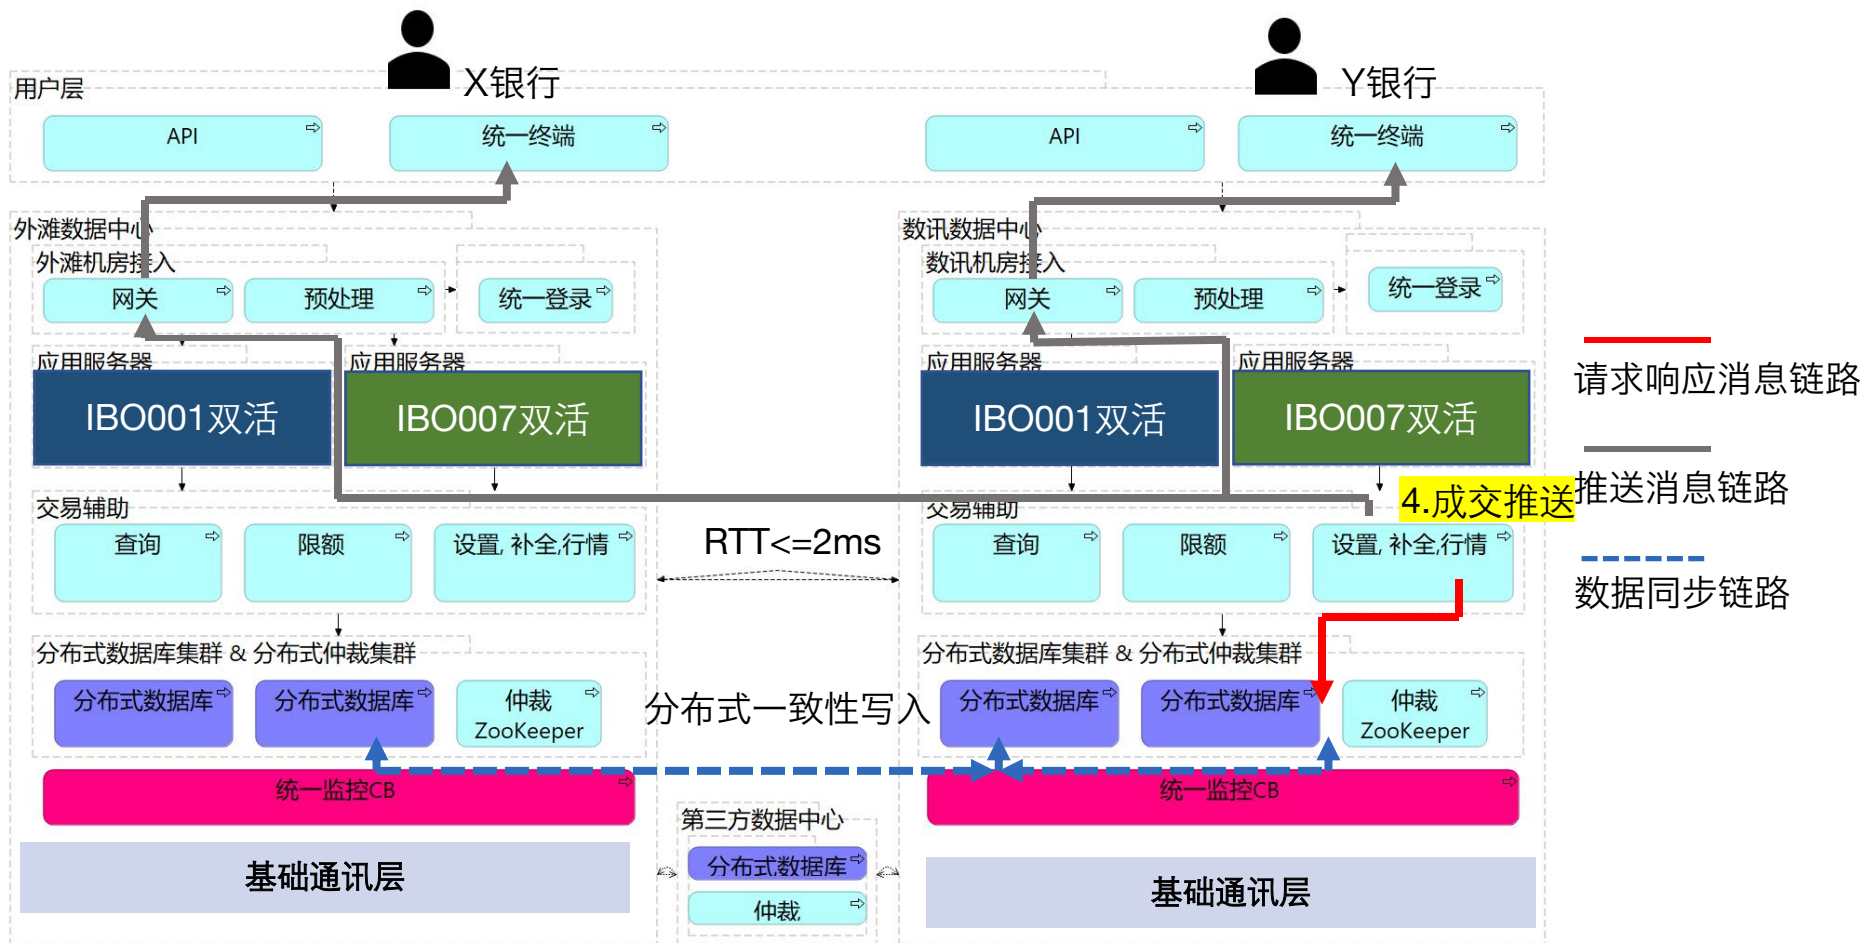 X银行
Y银行
用户层
API
统一终端
API
统一终端
外滩数据中心
数讯数据中心
外滩机房接入
数讯机房接入
网关
预处理
统一登录
网关
预处理
统一登录
应用服务器
应用服务器
应用服务器
应用服务器
IBO001双活
IBO007双活
IBO001双活
IBO007双活
请求响应消息链路
推送消息链路
数据同步链路
4.成交推送
交易辅助
交易辅助
查询
限额
设置, 补全,行情
RTT<=2ms
查询
限额
设置, 补全,行情
分布式数据库集群 & 分布式仲裁集群
分布式数据库集群 & 分布式仲裁集群
分布式数据库
分布式数据库
仲裁
ZooKeeper
分布式一致性写入
分布式数据库
分布式数据库
仲裁
ZooKeeper
统一监控CB
统一监控CB
第三方数据中心
分布式数据库
仲裁
基础通讯层
基础通讯层